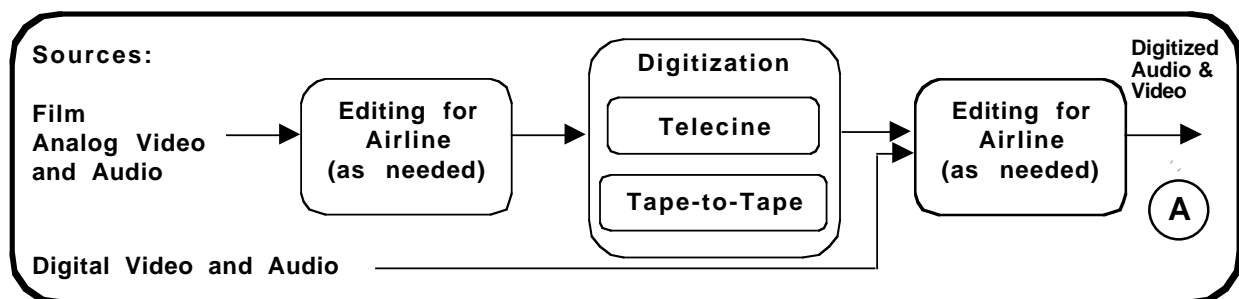 Sources:
Film
Analog Video
and Audio
Editing for
Airline
(as needed)
Digitization
Telecine
Tape-to-Tape
Editing for
Airline
(as needed)
Digitized
Audio &
Video
A
Digital Video and Audio